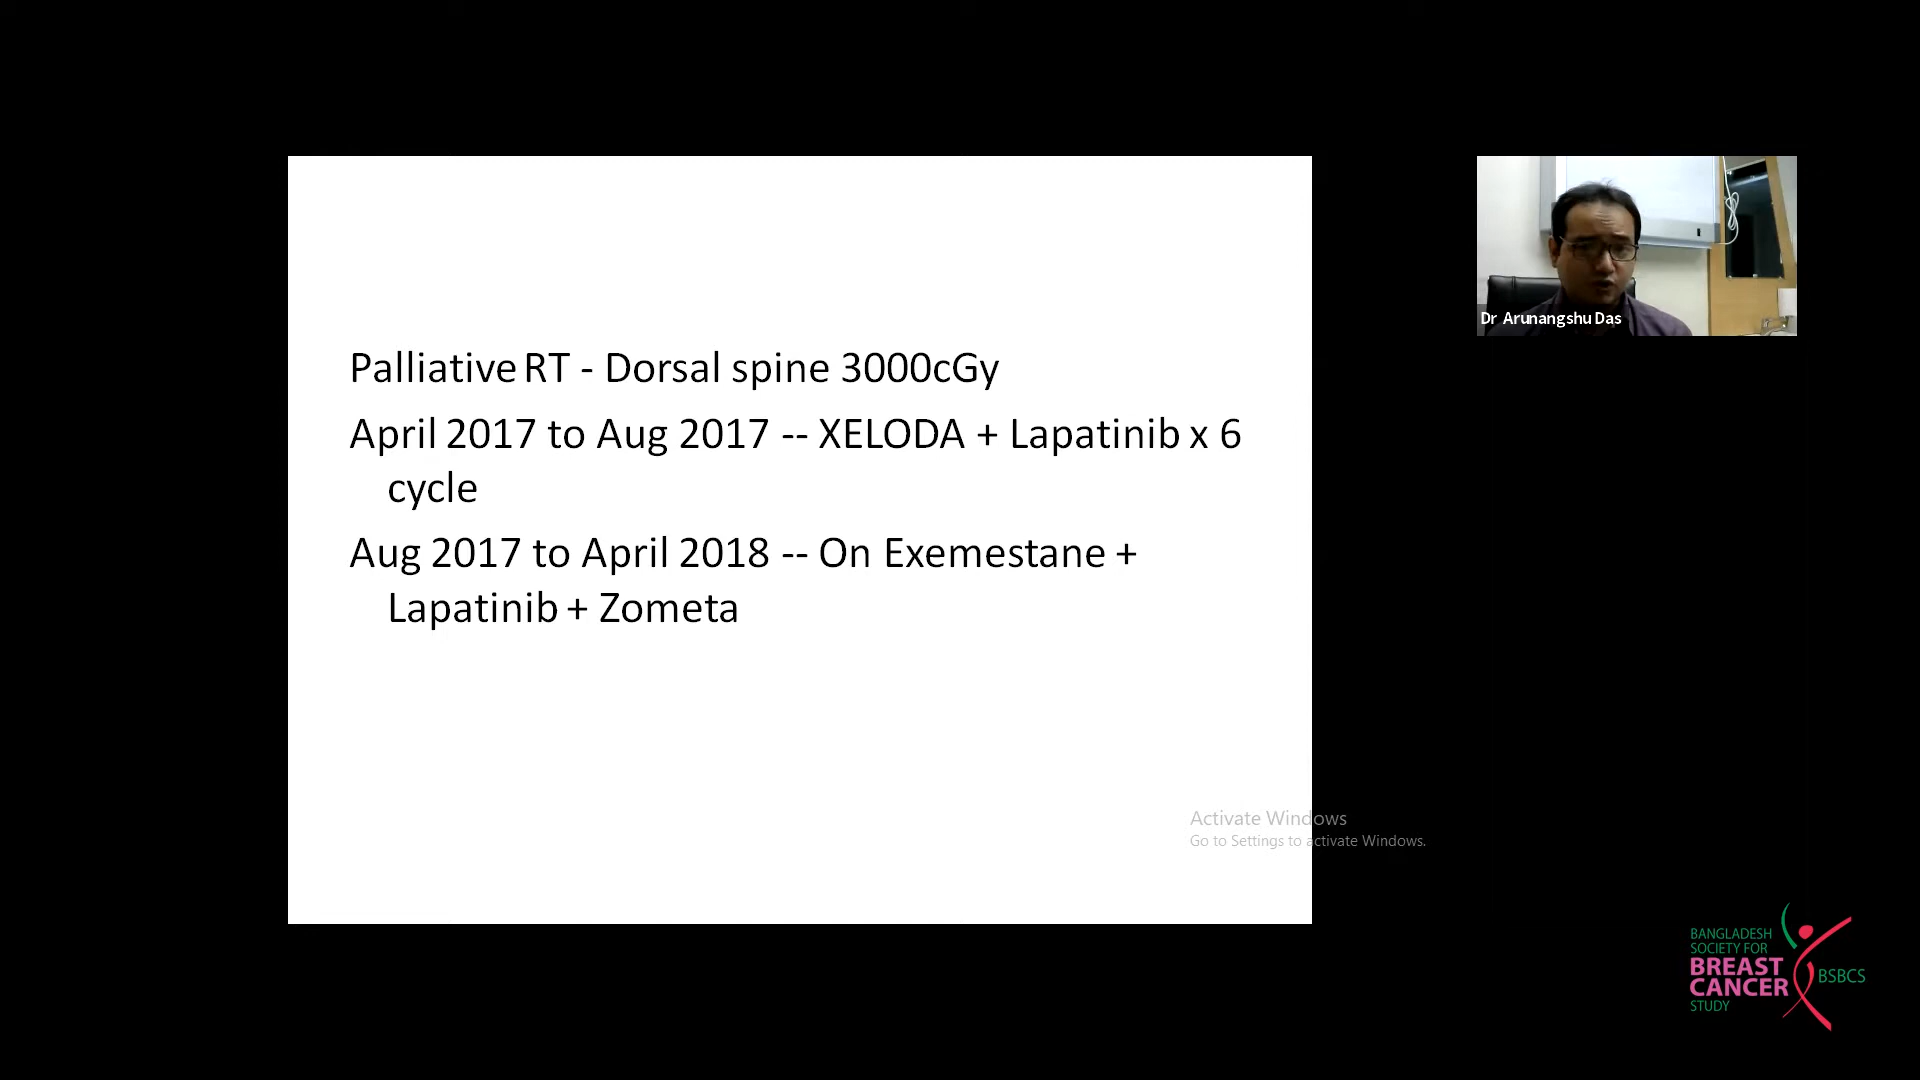 Palliative RT - Dorsal spine 3000cGy
April 2017 to Aug 2017 -- XELODA + Lapatinib x 6
cycle
Aug 2017 to April 2018 -- On Exemestane +
Lapatinib + Zometa
Dr Arunangshu Das
Activate Windows
Go to Settings to activate Windows.
BANGLADESH
SOCIETY FOR
BREAST
CANCER
STUDY
BSBCS